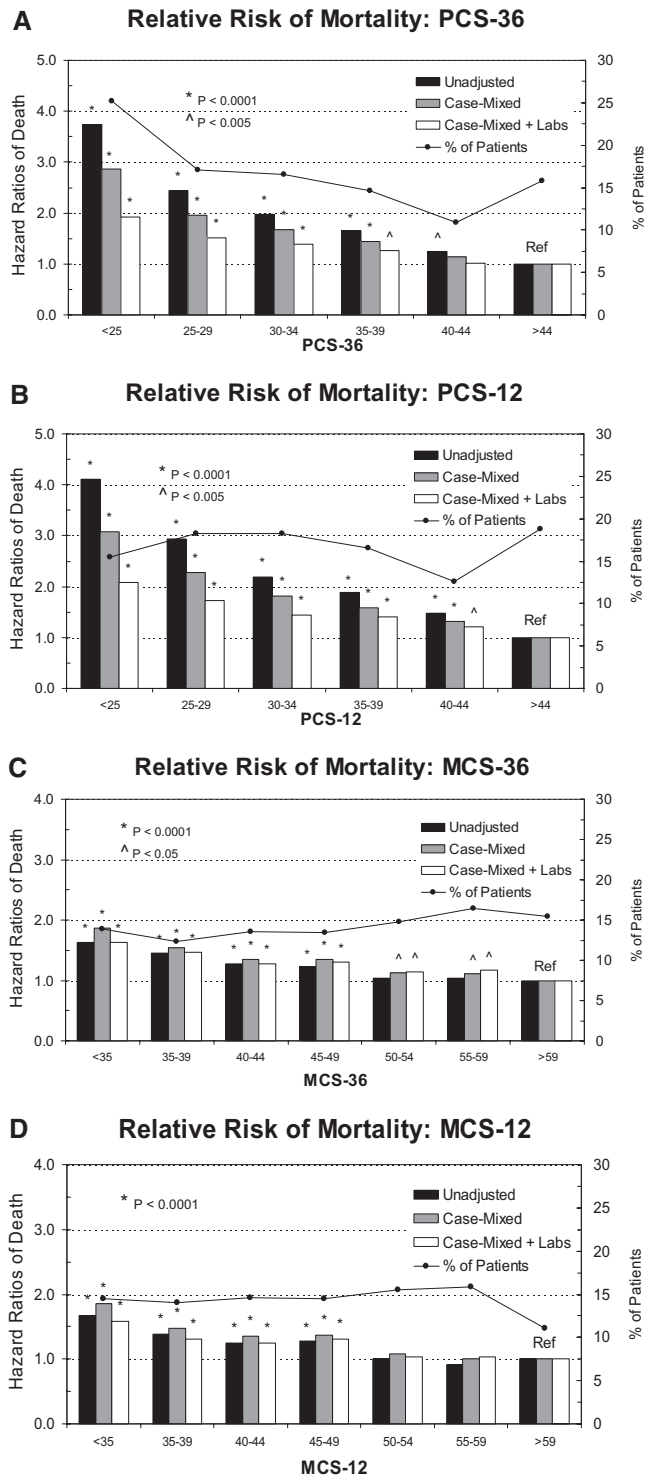 A
Relative Risk of Mortality: PCS-36
5.0
4.0
3.0
2.0
1.0
0.0
Hazard Ratios of Death
* P < 0.0001
^ P < 0.005
Unadjusted
Case-Mixed
Case-Mixed + Labs
% of Patients
* * * * * * * * * * * ^ ^
Ref
30
25
20
15
10
5
0
% of Patients
<25 25-29 30-34 35-39 40-44 >44
PCS-36
B
Relative Risk of Mortality: PCS-12
5.0
4.0
3.0
2.0
1.0
0.0
Hazard Ratios of Death
* P < 0.0001
^ P < 0.005
Unadjusted
Case-Mixed
Case-Mixed + Labs
% of Patients
* * * * * * * * * * * * * * ^
Ref
30
25
20
15
10
5
0
% of Patients
<25 25-29 30-34 35-39 40-44 >44
PCS-12
C
Relative Risk of Mortality: MCS-36
4.0
3.0
2.0
1.0
0.0
Hazard Ratios of Death
* P < 0.0001
^ P < 0.05
Unadjusted
Case-Mixed
Case-Mixed + Labs
% of Patients
* * * * * * * * * * * * ^ ^ ^ ^
Ref
30
25
20
15
10
5
0
% of Patients
<35 35-39 40-44 45-49 50-54 55-59 >59
MCS-36
D
Relative Risk of Mortality: MCS-12
4.0
3.0
2.0
1.0
0.0
Hazard Ratios of Death
* P < 0.0001
Unadjusted
Case-Mixed
Case-Mixed + Labs
% of Patients
* * * * * * * * * * * *
Ref
30
25
20
15
10
5
0
% of Patients
<35 35-39 40-44 45-49 50-54 55-59 >59
MCS-12